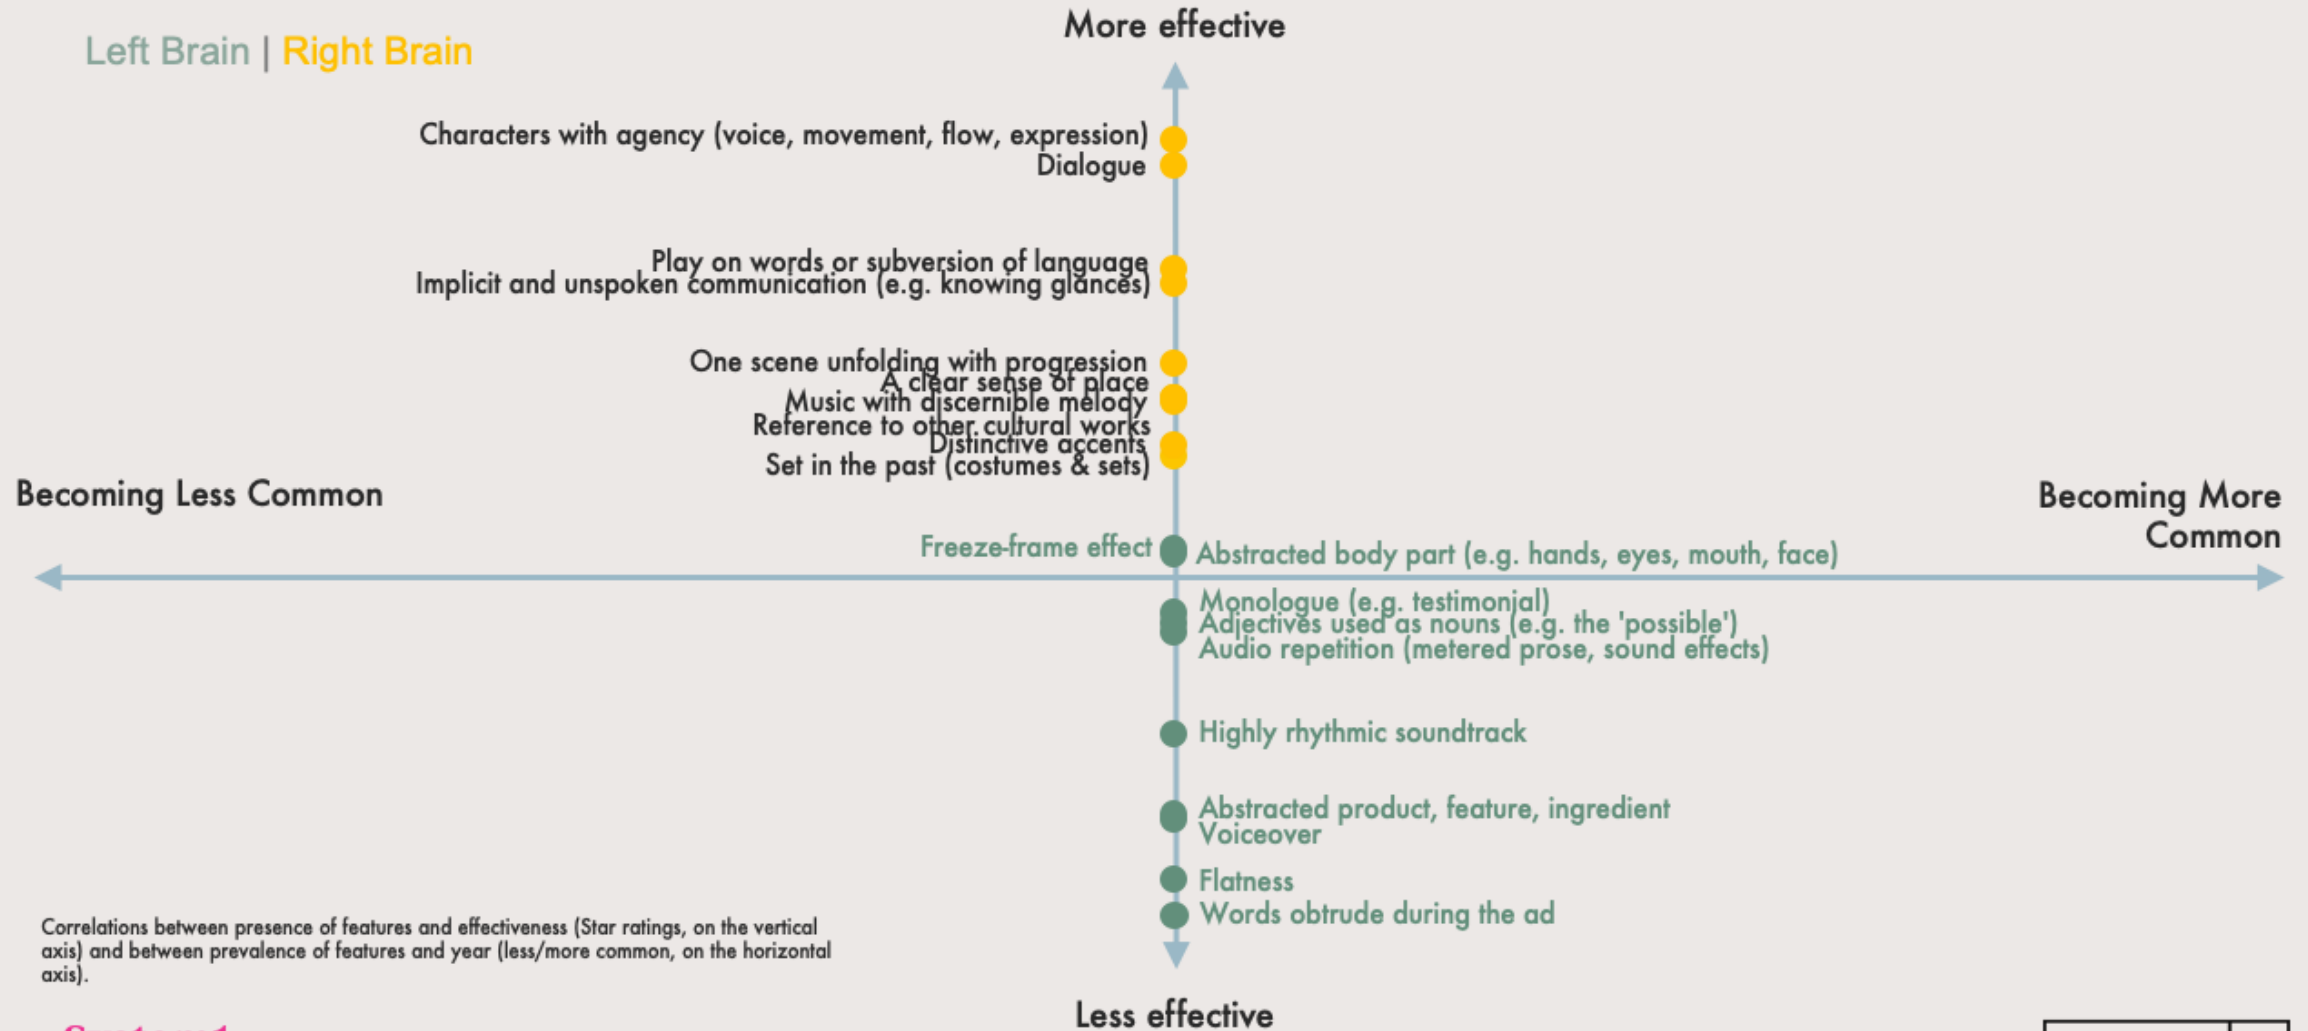 More effective
Left Brain | Right Brain
Characters with agency (voice, movement, flow, expression)
Dialogue
Play on words or subversion of language
Implicit and unspoken communication (e.g. knowing glances)
One scene unfolding with progression
A clear sense of place
Music with discernible melody
Reference to other cultural works
Distinctive accents
Set in the past (costumes & sets)
Becoming Less Common
Becoming More
Common
Freeze-frame effect
Abstracted body part (e.g. hands, eyes, mouth, face)
Monologue (e.g. testimonial)
Adjectives used as nouns (e.g. the 'possible')
Audio repetition (metered prose, sound effects)
Highly rhythmic soundtrack
Abstracted product, feature, ingredient
Voiceover
Flatness
Words obtrude during the ad
Correlations between presence of features and effectiveness (Star ratings, on the vertical
axis) and between prevalence of features and year (less/more common, on the horizontal
axis).
Less effective